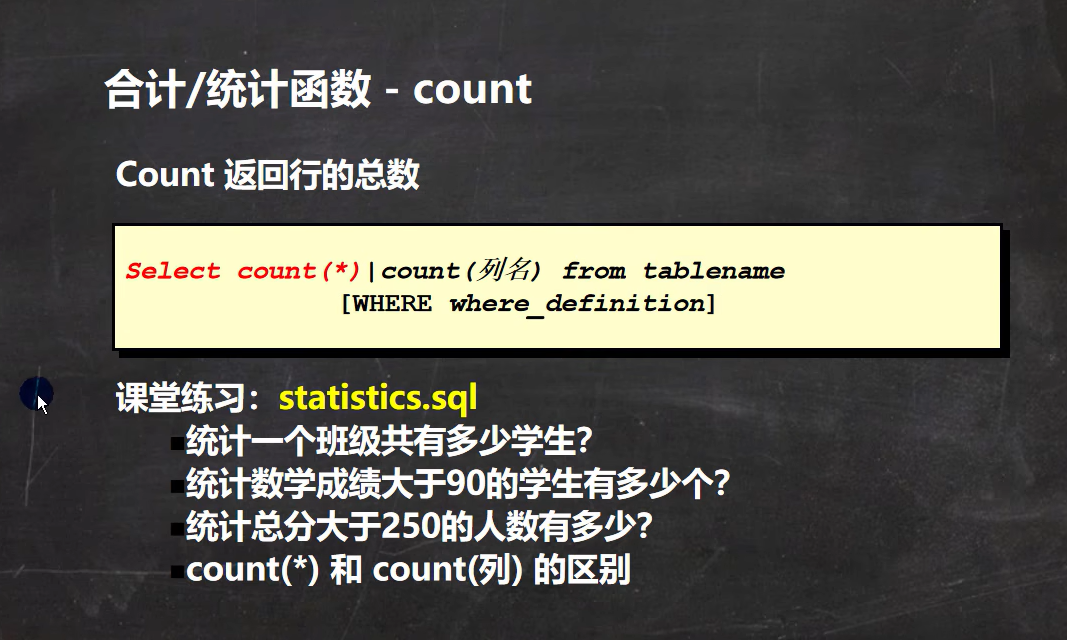 合计/统计函数 - count
Count 返回行的总数
Select count(*)|count(列名) from tablename
[WHERE where_definition]
课堂练习：statistics.sql
统计一个班级共有多少学生？
统计数学成绩大于90的学生有多少个？
统计总分大于250的人数有多少？
count(*) 和 count(列) 的区别